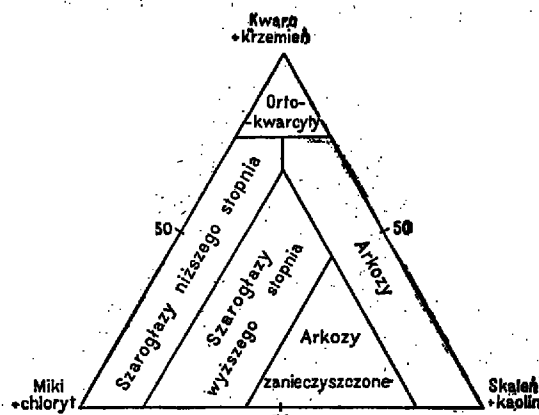 Kwarc
+krzemień
Orto-
-kwarcyty
Szarogłazy niższego stopnia
50
50
Szarogłazy
wyższego stopnia
Arkozy
Arkozy
zanieczyszczone
Miki
+chloryt
Skaleń
+kaolin